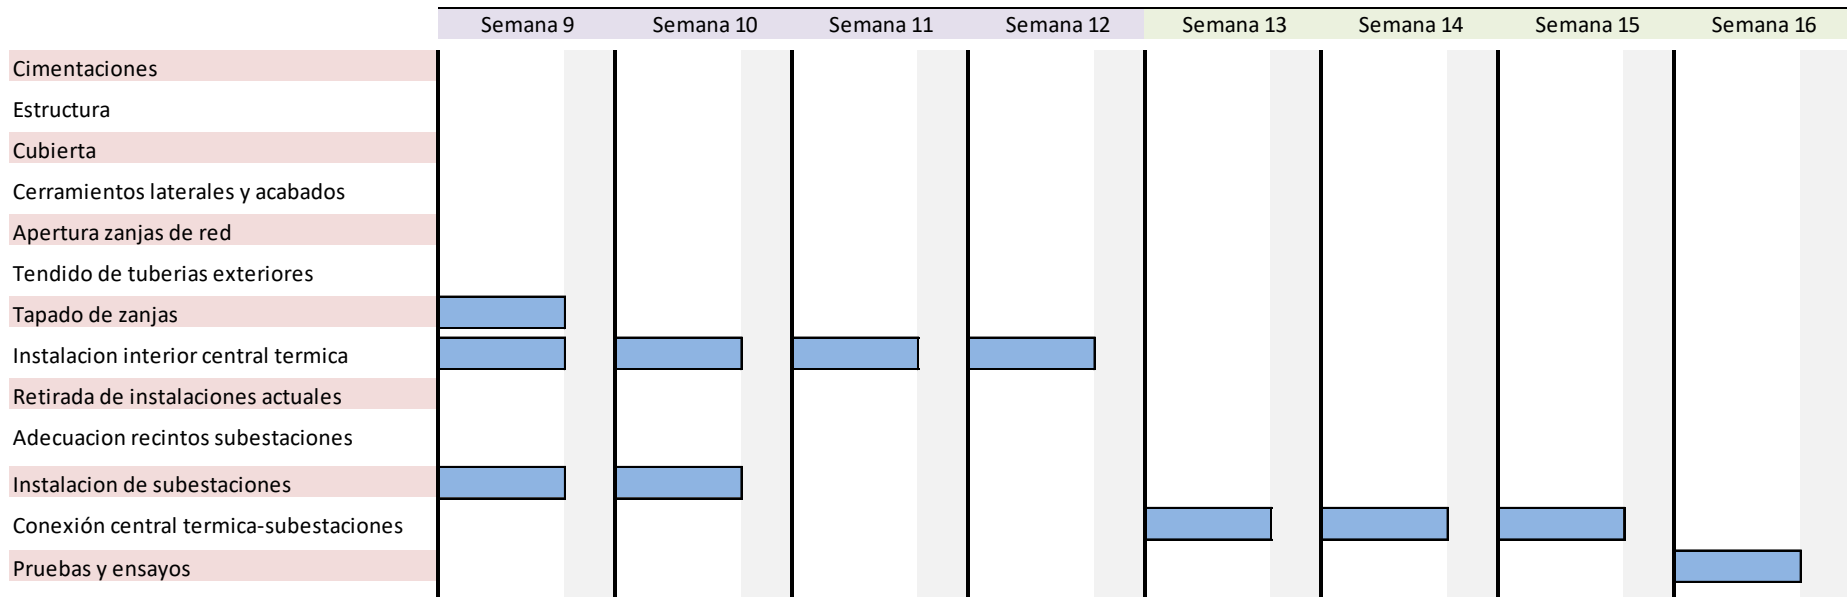 Semana 9 Semana 10 Semana 11 Semana 12 Semana 13 Semana 14 Semana 15 Semana 16
Cimentaciones
Estructura
Cubierta
Cerramientos laterales y acabados
Apertura zanjas de red
Tendido de tuberias exteriores
Tapado de zanjas
Instalacion interior central termica
Retirada de instalaciones actuales
Adecuacion recintos subestaciones
Instalacion de subestaciones
Conexión central termica-subestaciones
Pruebas y ensayos